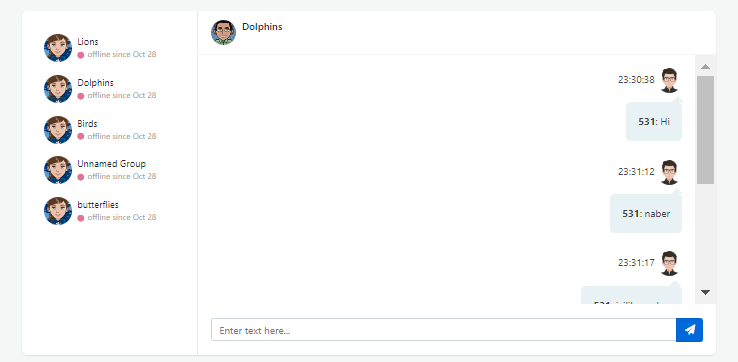 Lions
offline since Oct 28
Dolphins
offline since Oct 28
Birds
offline since Oct 28
Unnamed Group
offline since Oct 28
butterflies
offline since Oct 28
Dolphins
23:30:38
531: Hi
23:31:12
531: naber
23:31:17
531:
Enter text here...